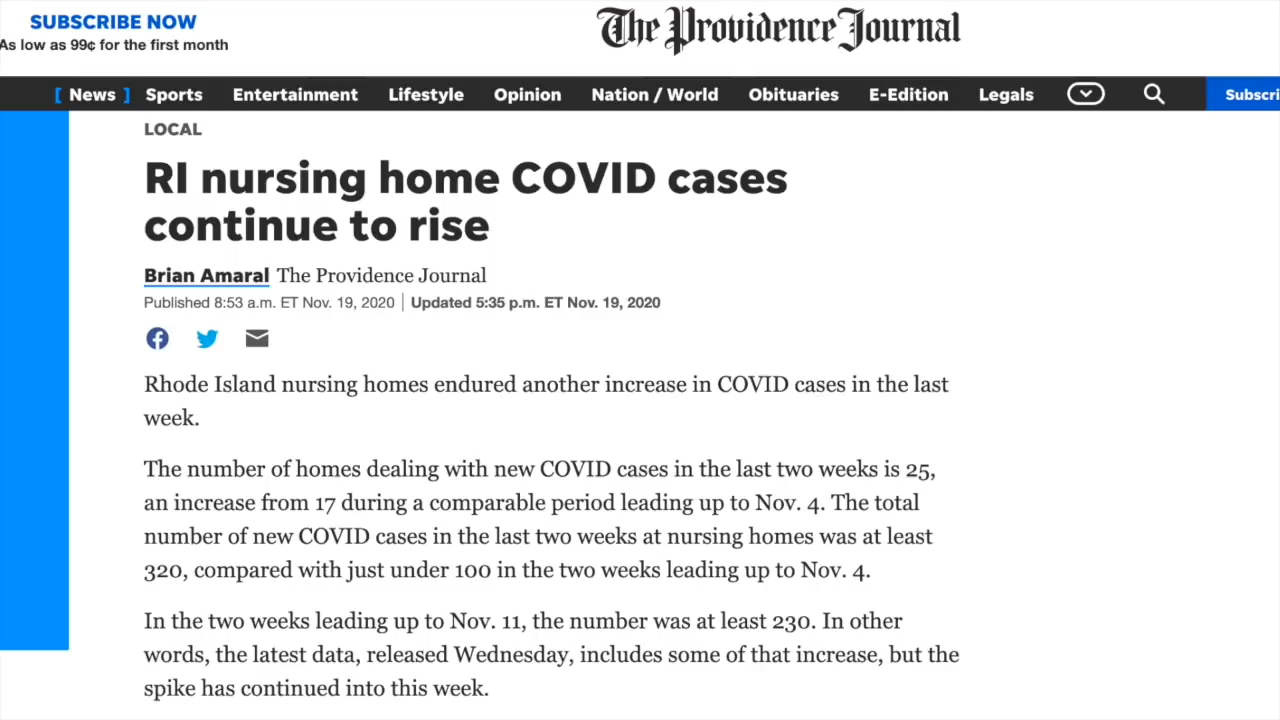 SUBSCRIBE NOW
As low as 99¢ for the first month
The Providence Journal
[ News ] Sports Entertainment Lifestyle Opinion Nation / World Obituaries E-Edition Legals
LOCAL
RI nursing home COVID cases
continue to rise
Brian Amaral The Providence Journal
Published 8:53 a.m. ET Nov. 19, 2020 | Updated 5:35 p.m. ET Nov. 19, 2020
Rhode Island nursing homes endured another increase in COVID cases in the last
week.
The number of homes dealing with new COVID cases in the last two weeks is 25,
an increase from 17 during a comparable period leading up to Nov. 4. The total
number of new COVID cases in the last two weeks at nursing homes was at least
320, compared with just under 100 in the two weeks leading up to Nov. 4.
In the two weeks leading up to Nov. 11, the number was at least 230. In other
words, the latest data, released Wednesday, includes some of that increase, but the
spike has continued into this week.